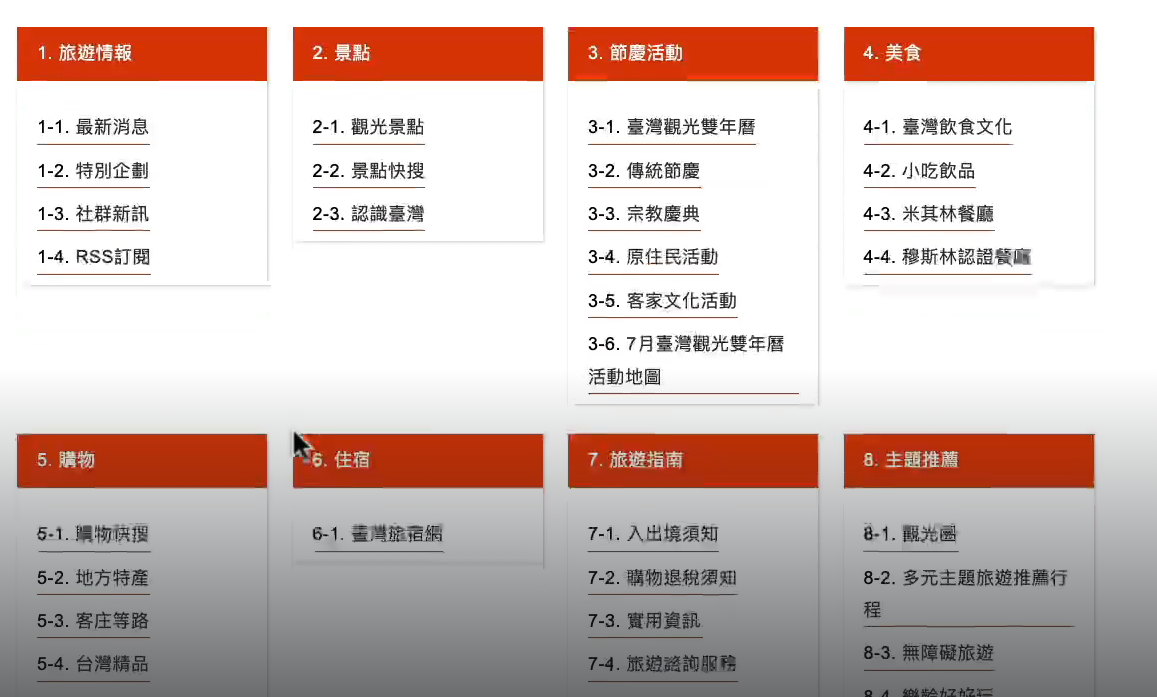 1. 旅遊情報
1-1. 最新消息
1-2. 特別企劃
1-3. 社群新訊
1-4. RSS訂閱
2. 景點
2-1. 觀光景點
2-2. 景點快搜
2-3. 認識臺灣
3. 節慶活動
3-1. 臺灣觀光雙年曆
3-2. 傳統節慶
3-3. 宗教慶典
3-4. 原住民活動
3-5. 客家文化活動
3-6. 7月臺灣觀光雙年曆
活動地圖
4. 美食
4-1. 臺灣飲食文化
4-2. 小吃飲品
4-3. 米其林餐廳
4-4. 穆斯林認證餐廳
5. 購物
5-1. 購物快搜
5-2. 地方特產
5-3. 客庄等路
5-4. 台灣精品
6. 住宿
6-1. 臺灣旅宿網
7. 旅遊指南
7-1. 入出境須知
7-2. 購物退稅須知
7-3. 實用資訊
7-4. 旅遊諮詢服務
8. 主題推薦
8-1. 觀光圈
8-2. 多元主題旅遊推薦行
程
8-3. 無障礙旅遊
8-4. 樂齡好好玩